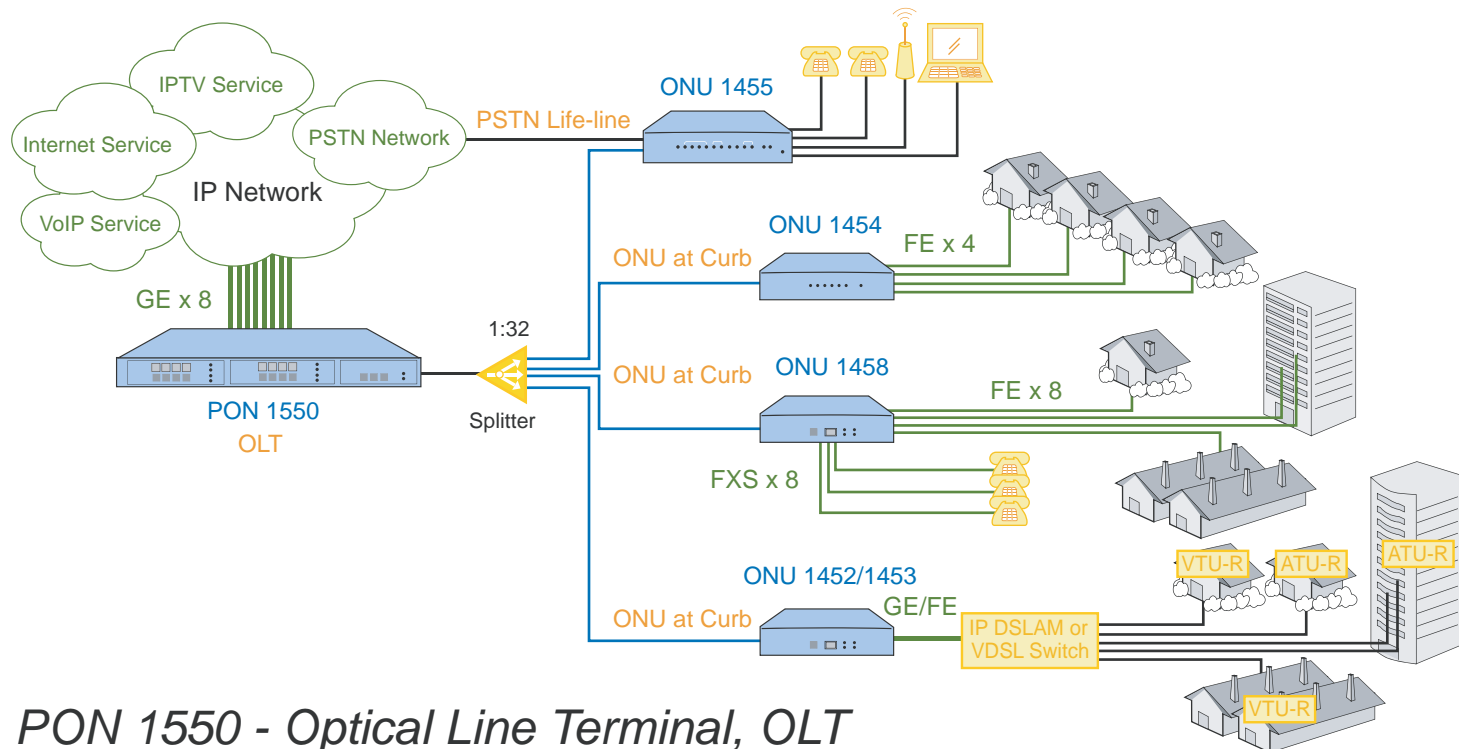 IPTV Service
Internet Service
PSTN Network
IP Network
VoIP Service
GE x 8
PON 1550
OLT
1:32
Splitter
PSTN Life-line
ONU 1455
ONU at Curb
ONU 1454
FE x 4
ONU at Curb
ONU 1458
FE x 8
FXS x 8
ONU at Curb
ONU 1452/1453
GE/FE
IP DSLAM or
VDSL Switch
VTU-R
ATU-R
ATU-R
VTU-R
PON 1550 - Optical Line Terminal, OLT